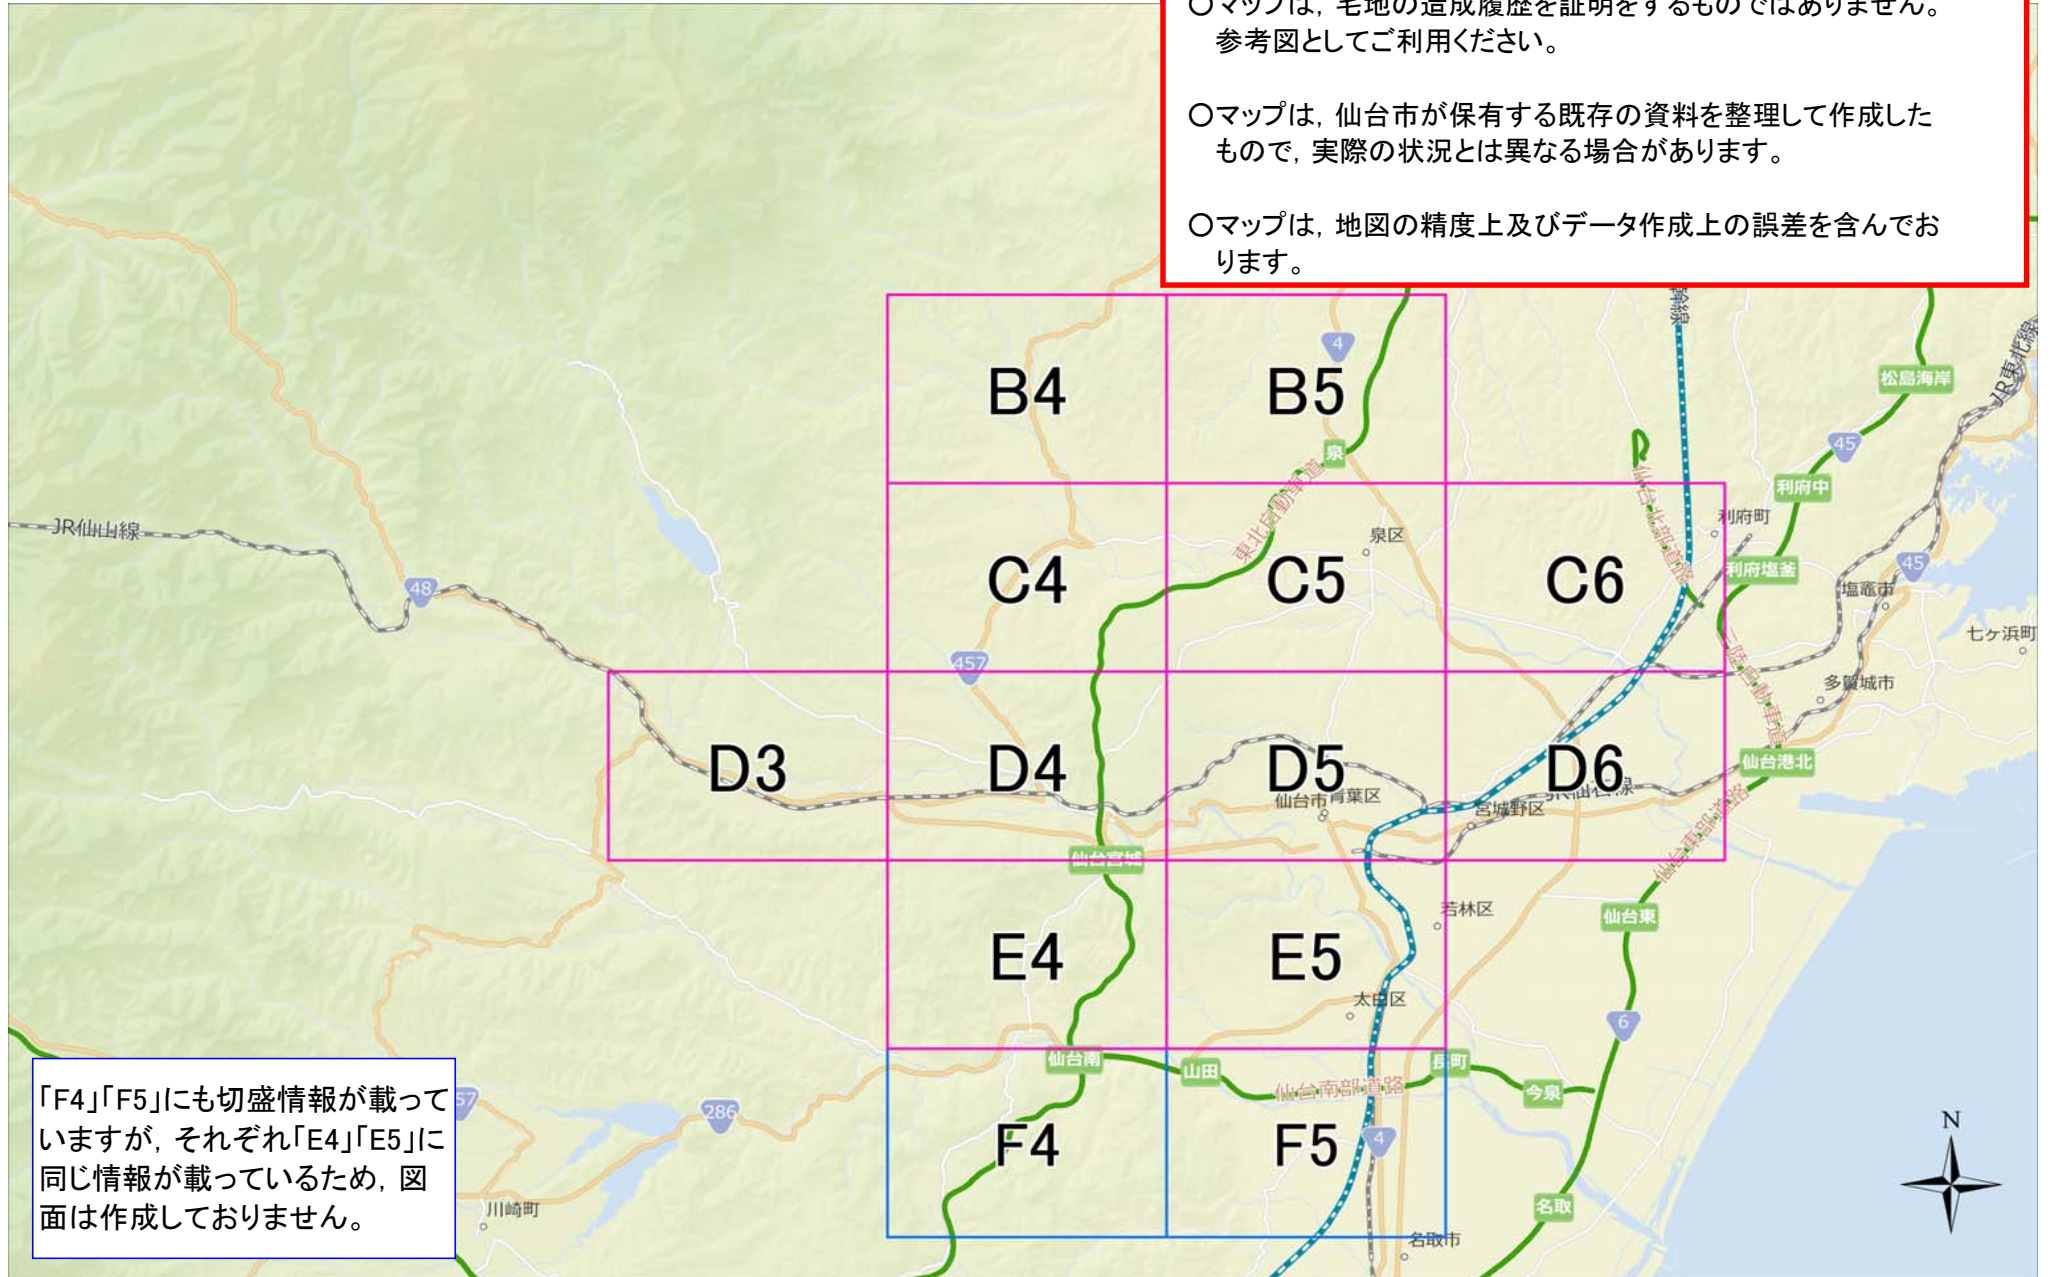 〇マップは，宅地の造成履歴を証明をするものではありません。
参考図としてご利用ください。
〇マップは，仙台市が保有する既存の資料を整理して作成した
もので，実際の状況とは異なる場合があります。
〇マップは，地図の精度上及びデータ作成上の誤差を含んでお
ります。
幹線
B4
B5
4
松島海岸
JR東北線
泉
45
利府中
東北自動車道
仙台北部道路
利府町
JR仙山線
泉区
C4
C5
C6
利府塩釜
45
48
塩竈市
七ヶ浜町
457
三陸自動車道
多賀城市
D3
D4
D5
D6
仙台港北
仙台市
青葉区
JR仙石線
宮城野区
仙台東部道路
仙台宮城
若林区
仙台東
E4
E5
太白区
6
仙台南
山田
長町
仙台南部道路
今泉
57
286
F4
F5
4
N
「F4」「F5」にも切盛情報が載って
いますが，それぞれ「E4」「E5」に
同じ情報が載っているため，図
面は作成しておりません。
川崎町
名取
名取市